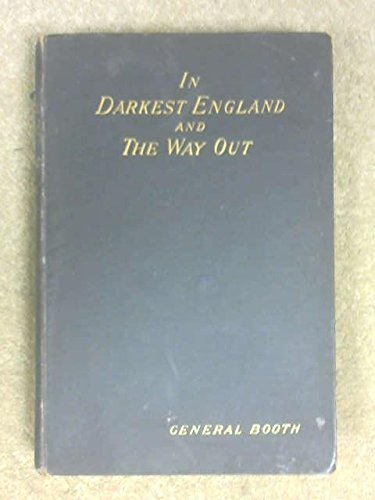 In
Darkest England
and
The Way Out
General Booth